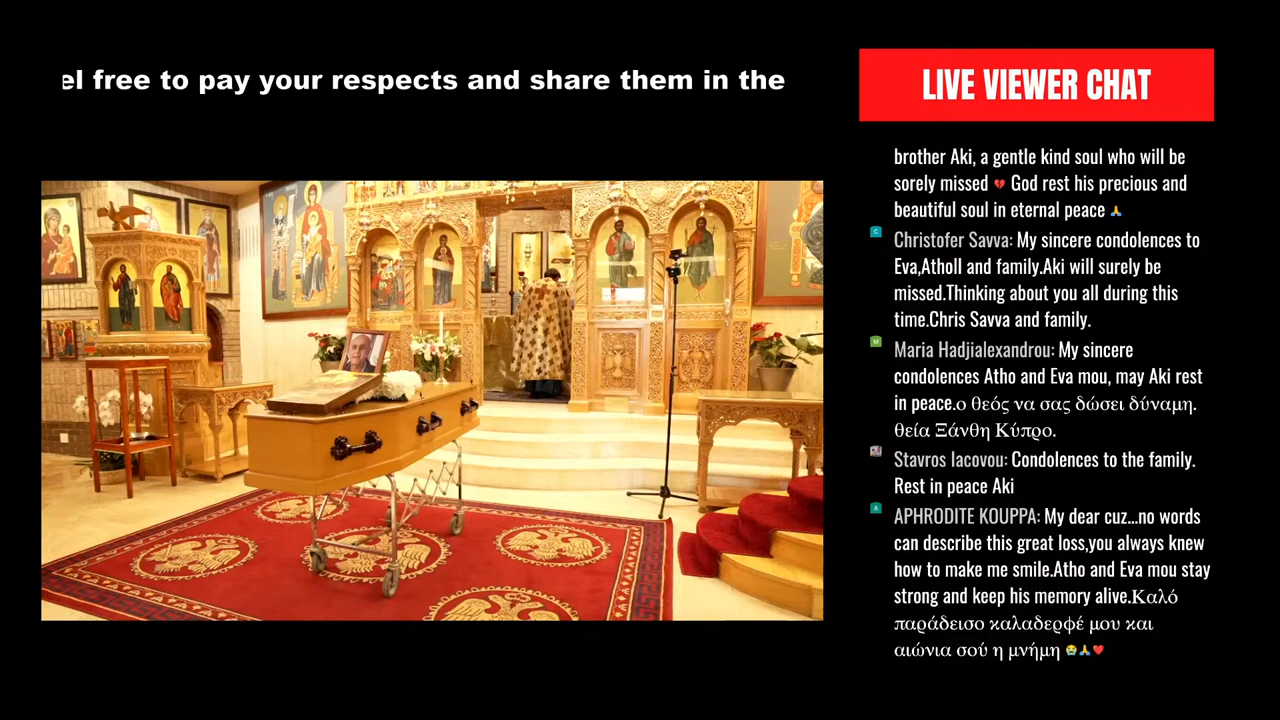 el free to pay your respects and share them in the
LIVE VIEWER CHAT
brother Aki, a gentle kind soul who will be
sorely missed 💔 God rest his precious and
beautiful soul in eternal peace 🙏
C
Christofer Savva: My sincere condolences to
Eva,Atholl and family.Aki will surely be
missed.Thinking about you all during this
time.Chris Savva and family.
M
Maria Hadjialexandrou: My sincere
condolences Atho and Eva mou, may Aki rest
in peace.ο θεός να σας δώσει δύναμη.
θεία Ξάνθη Κύπρο.
Stavros Iacovou: Condolences to the family.
Rest in peace Aki
A
APHRODITE KOUPPA: My dear cuz...no words
can describe this great loss,you always knew
how to make me smile.Atho and Eva mou stay
strong and keep his memory alive.Καλό
παράδεισο καλαδερφέ μου και
αιώνια σού η μνήμη 😭🙏❤️